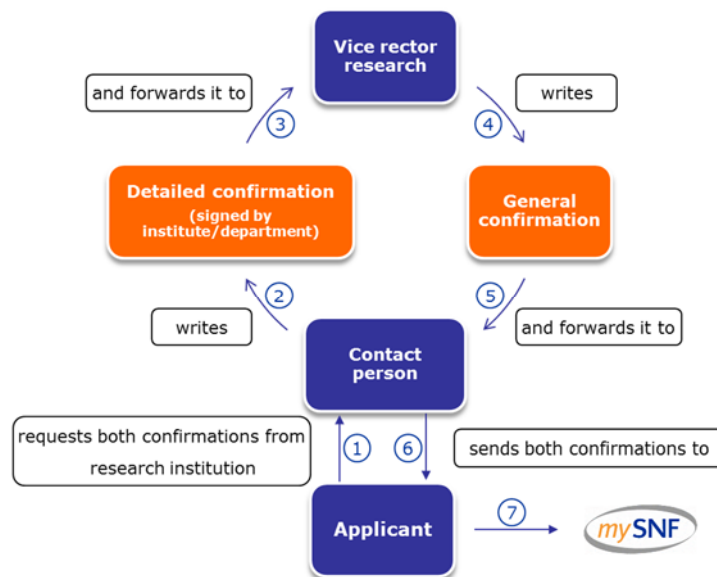 Vice rector
research
and forwards it to
writes
3
4
Detailed confirmation
(signed by
institute/department)
General
confirmation
2
5
writes
and forwards it to
Contact
person
requests both confirmations from
research institution
1
6
sends both confirmations to
Applicant
7
mySNF